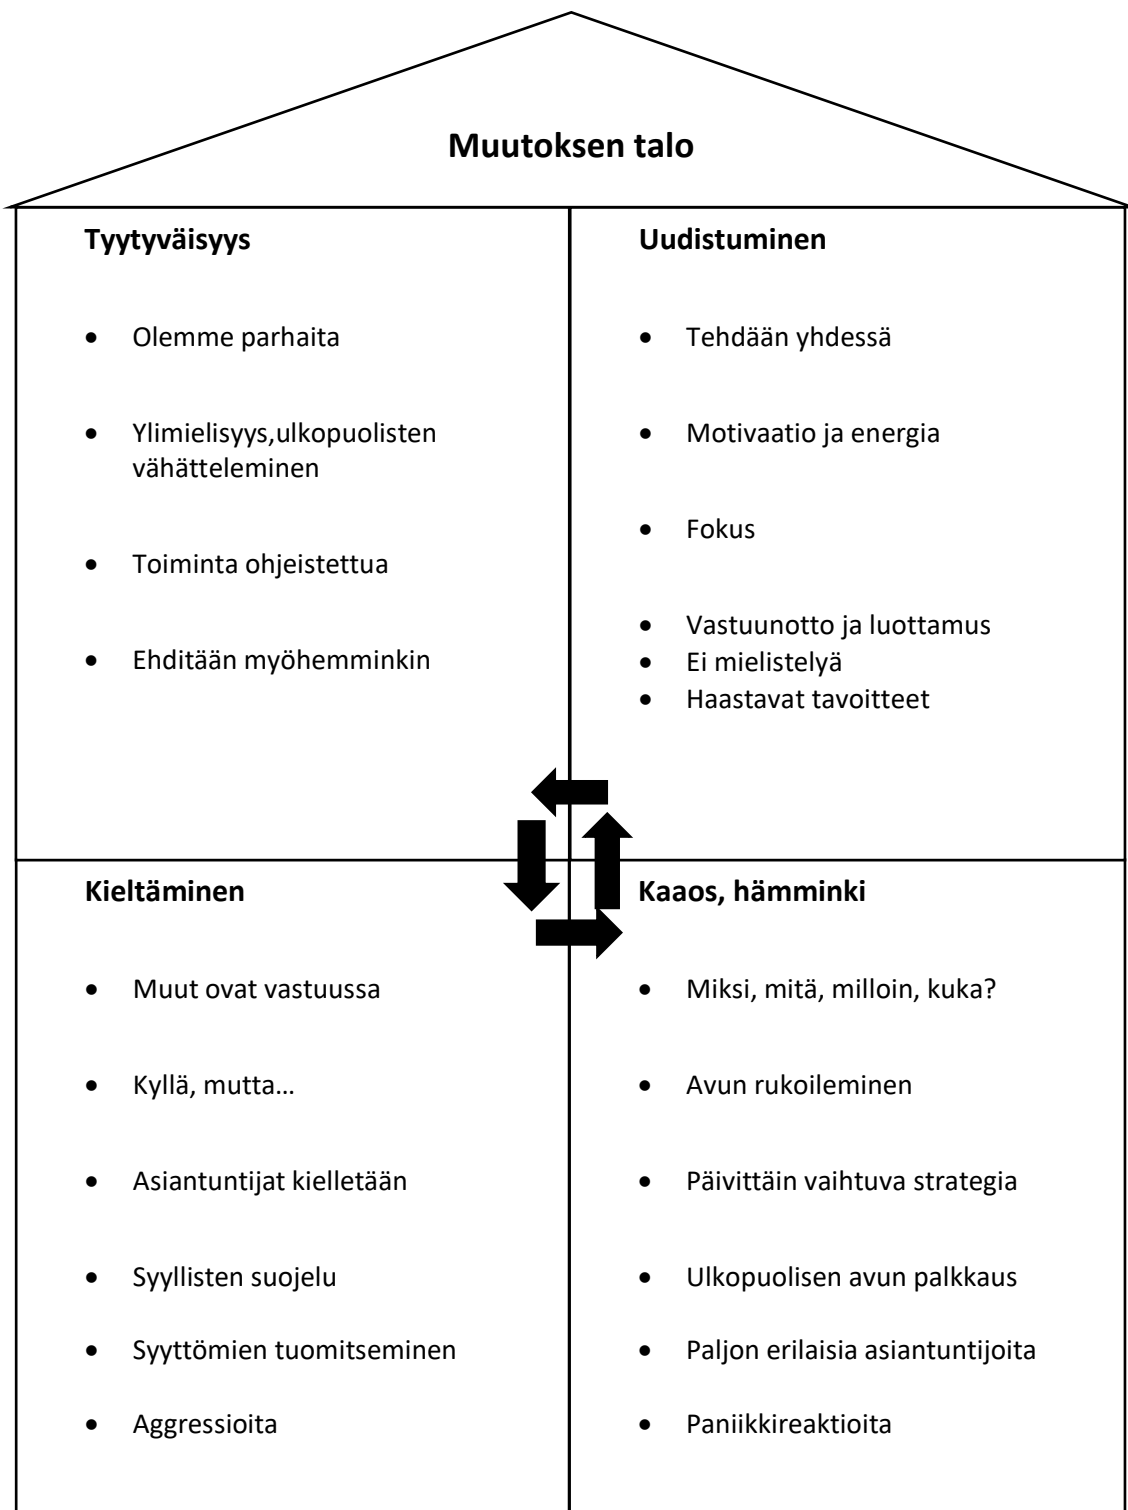 Muutoksen talo
Tyytyväisyys
• Olemme parhaita
• Ylimielisyys,ulkopuolisten
vähätteleminen
• Toiminta ohjeistettua
• Ehditään myöhemminkin
Uudistuminen
• Tehdään yhdessä
• Motivaatio ja energia
• Fokus
• Vastuunotto ja luottamus
• Ei mielistelyä
• Haastavat tavoitteet
Kieltäminen
• Muut ovat vastuussa
• Kyllä, mutta…
• Asiantuntijat kielletään
• Syyllisten suojelu
• Syyttömien tuomitseminen
• Aggressioita
Kaaos, hämminki
• Miksi, mitä, milloin, kuka?
• Avun rukoileminen
• Päivittäin vaihtuva strategia
• Ulkopuolisen avun palkkaus
• Paljon erilaisia asiantuntijoita
• Paniikkireaktioita